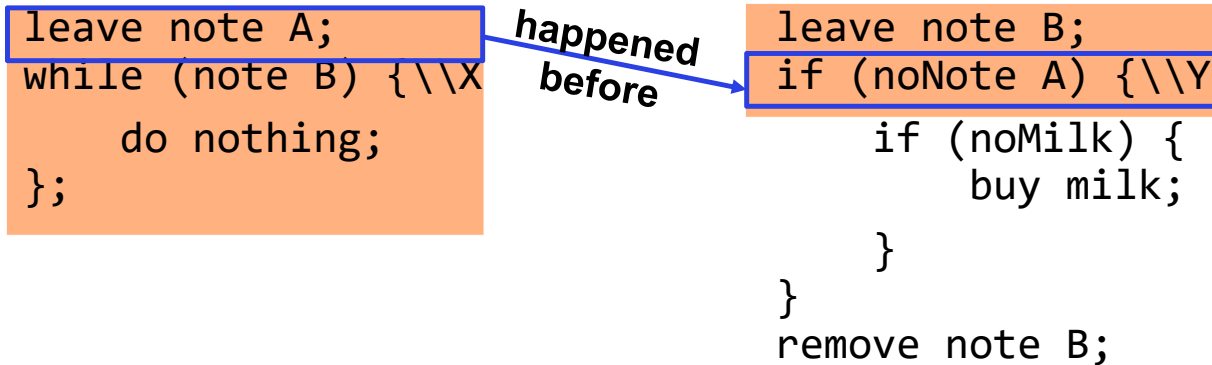 leave note A;
while (note B) {\\X
do nothing;
};
happened
before
leave note B;
if (noNote A) {\\Y
if (noMilk) {
buy milk;
}
}
remove note B;